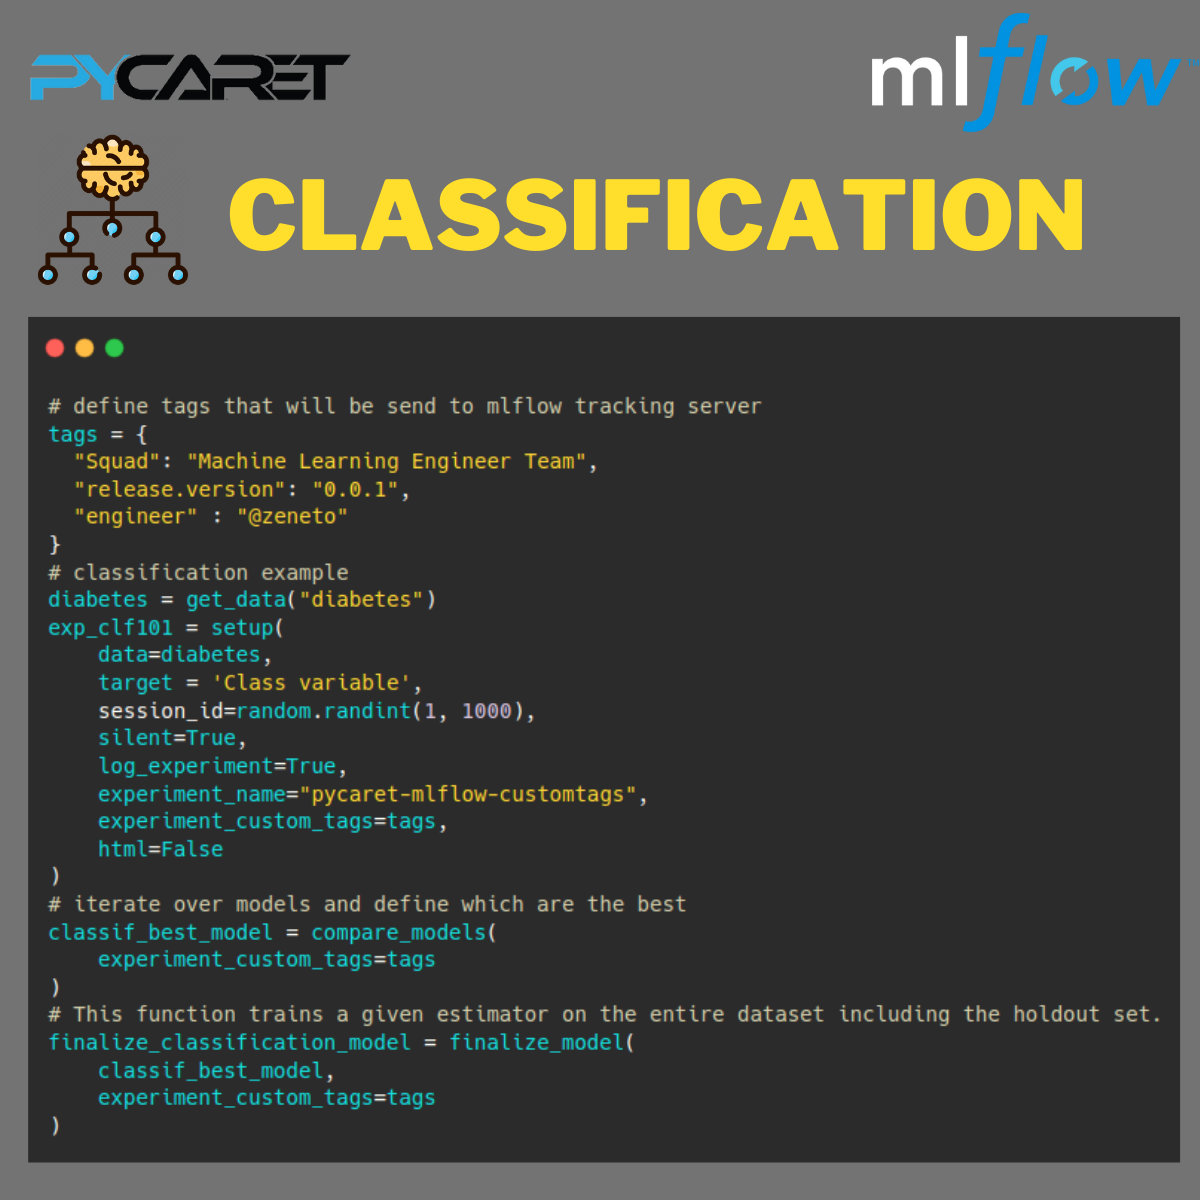 PYCARET
mlflow
CLASSIFICATION
# define tags that will be send to mlflow tracking server
tags = {
  "Squad": "Machine Learning Engineer Team",
  "release.version": "0.0.1",
  "engineer" : "@zeneto"
}
# classification example
diabetes = get_data("diabetes")
exp_clf101 = setup(
    data=diabetes,
    target = 'Class variable',
    session_id=random.randint(1, 1000),
    silent=True,
    log_experiment=True,
    experiment_name="pycaret-mlflow-customtags",
    experiment_custom_tags=tags,
    html=False
)
# iterate over models and define which are the best
classif_best_model = compare_models(
    experiment_custom_tags=tags
)
# This function trains a given estimator on the entire dataset including the holdout set.
finalize_classification_model = finalize_model(
    classif_best_model,
    experiment_custom_tags=tags
)